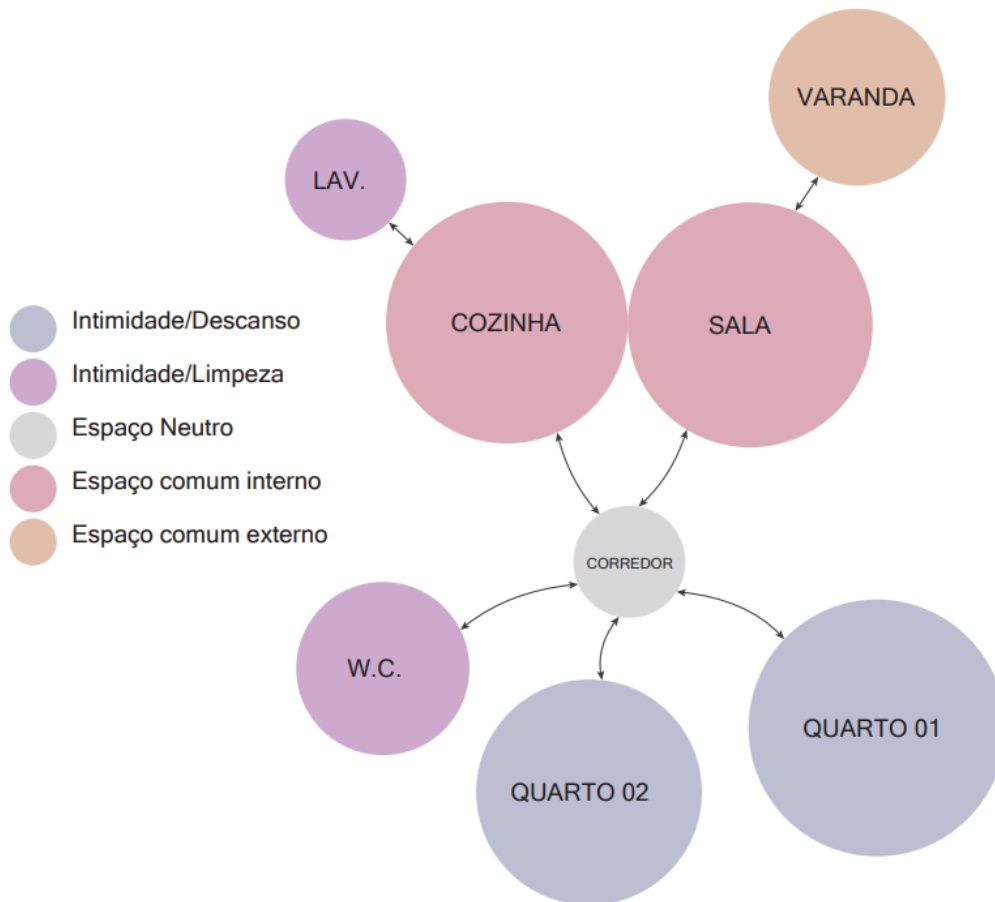 VARANDA
LAV.
COZINHA
SALA
Intimidade/Descanso
Intimidade/Limpeza
Espaço Neutro
Espaço comum interno
Espaço comum externo
CORREDOR
W.C.
QUARTO 01
QUARTO 02